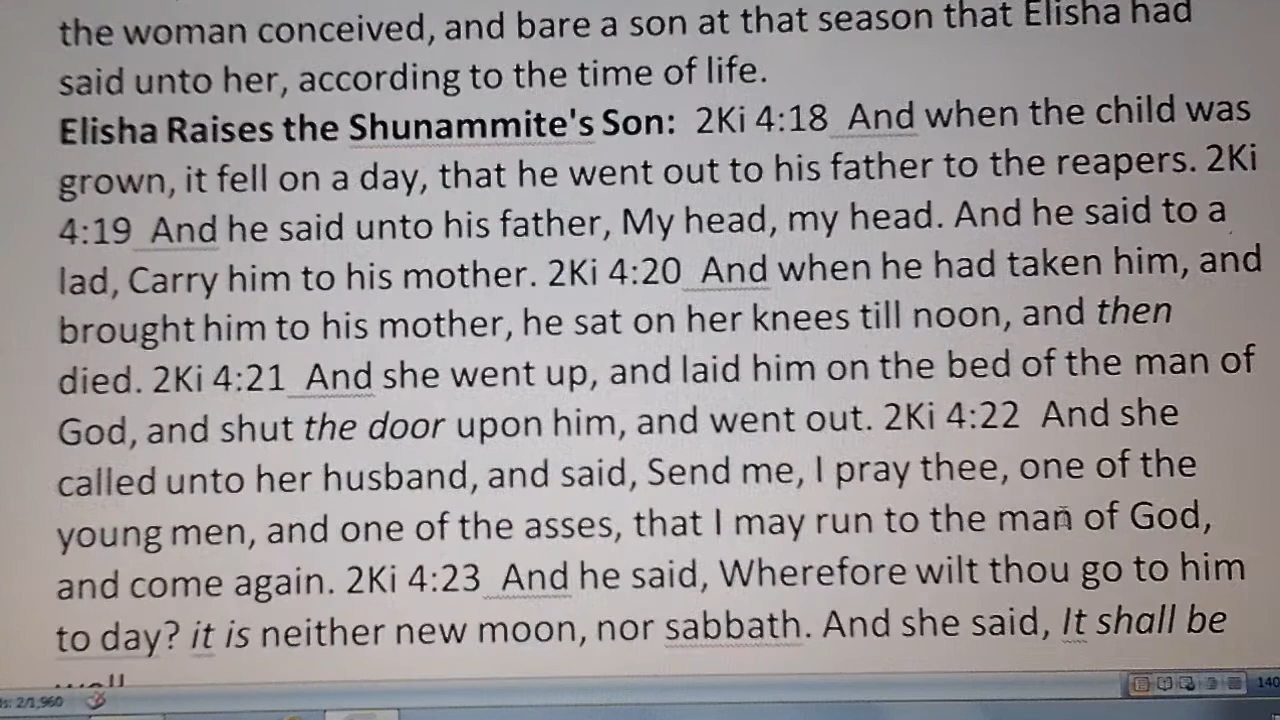 the woman conceived, and bare a son at that season that Elisha had
said unto her, according to the time of life.
Elisha Raises the Shunammite's Son: 2Ki 4:18 And when the child was
grown, it fell on a day, that he went out to his father to the reapers. 2Ki
4:19 And he said unto his father, My head, my head. And he said to a
lad, Carry him to his mother. 2Ki 4:20 And when he had taken him, and
brought him to his mother, he sat on her knees till noon, and then
died. 2Ki 4:21 And she went up, and laid him on the bed of the man of
God, and shut the door upon him, and went out. 2Ki 4:22 And she
called unto her husband, and said, Send me, I pray thee, one of the
young men, and one of the asses, that I may run to the man of God,
and come again. 2Ki 4:23 And he said, Wherefore wilt thou go to him
to day? it is neither new moon, nor sabbath. And she said, It shall be
2/1,960
140